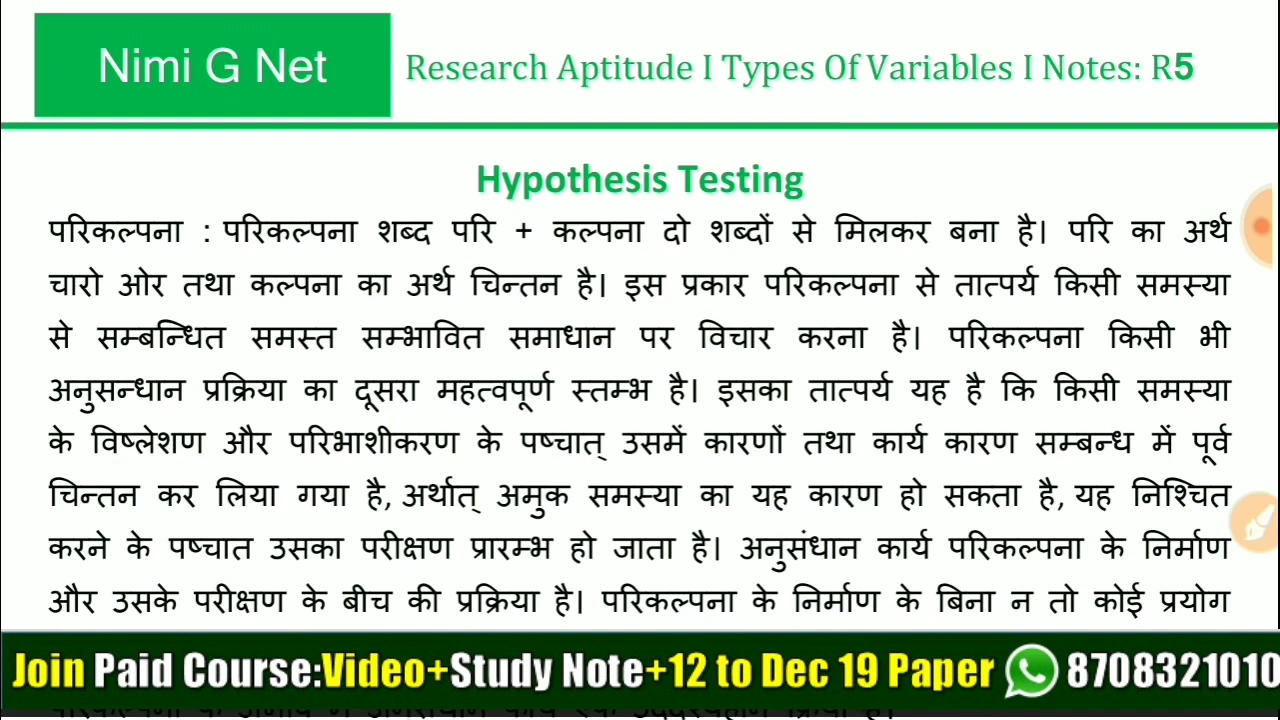 Nimi G Net
Research Aptitude I Types Of Variables I Notes: R5
Hypothesis Testing
परिकल्पना : परिकल्पना शब्द परि + कल्पना दो शब्दों से मिलकर बना है। परि का अर्थ
चारो ओर तथा कल्पना का अर्थ चिन्तन है। इस प्रकार परिकल्पना से तात्पर्य किसी समस्या
से सम्बन्धित समस्त सम्भावित समाधान पर विचार करना है। परिकल्पना किसी भी
अनुसन्धान प्रक्रिया का दूसरा महत्वपूर्ण स्तम्भ है। इसका तात्पर्य यह है कि किसी समस्या
के विष्लेशण और परिभाशीकरण के पष्चात् उसमें कारणों तथा कार्य कारण सम्बन्ध में पूर्व
चिन्तन कर लिया गया है, अर्थात् अमुक समस्या का यह कारण हो सकता है, यह निश्चित
करने के पष्चात उसका परीक्षण प्रारम्भ हो जाता है। अनुसंधान कार्य परिकल्पना के निर्माण
और उसके परीक्षण के बीच की प्रक्रिया है। परिकल्पना के निर्माण के बिना न तो कोई प्रयोग
Join Paid Course:Video+Study Note+12 to Dec 19 Paper 8708321010